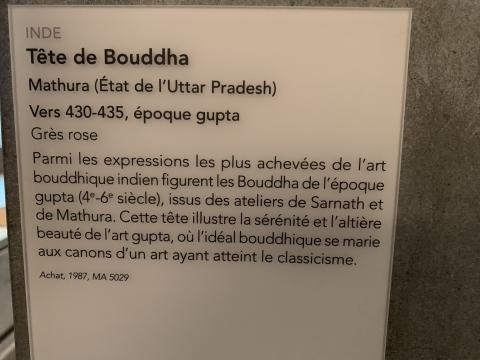 INDE
Tête de Bouddha
Mathura (État de l'Uttar Pradesh)
Vers 430-435, époque gupta
Grès rose
Parmi les expressions les plus achevées de l'art
bouddhique indien figurent les Bouddha de l'époque
gupta (4e-6e siècle), issus des ateliers de Sarnath et
de Mathura. Cette tête illustre la sérénité et l'altière
beauté de l'art gupta, où l'idéal bouddhique se marie
aux canons d'un art ayant atteint le classicisme.
Achat, 1987, MA 5029